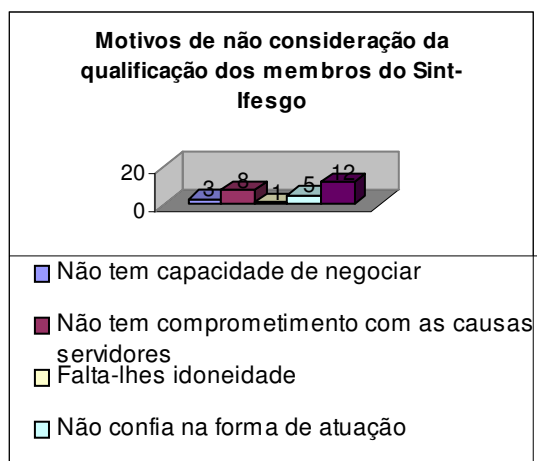 Motivos de não consideração da
qualificação dos membros do Sint-
Ifesgo
20
0
3 8 1 5 12
Não tem capacidade de negociar
Não tem comprometimento com as causas
servidores
Falta-lhes idoneidade
Não confia na forma de atuação